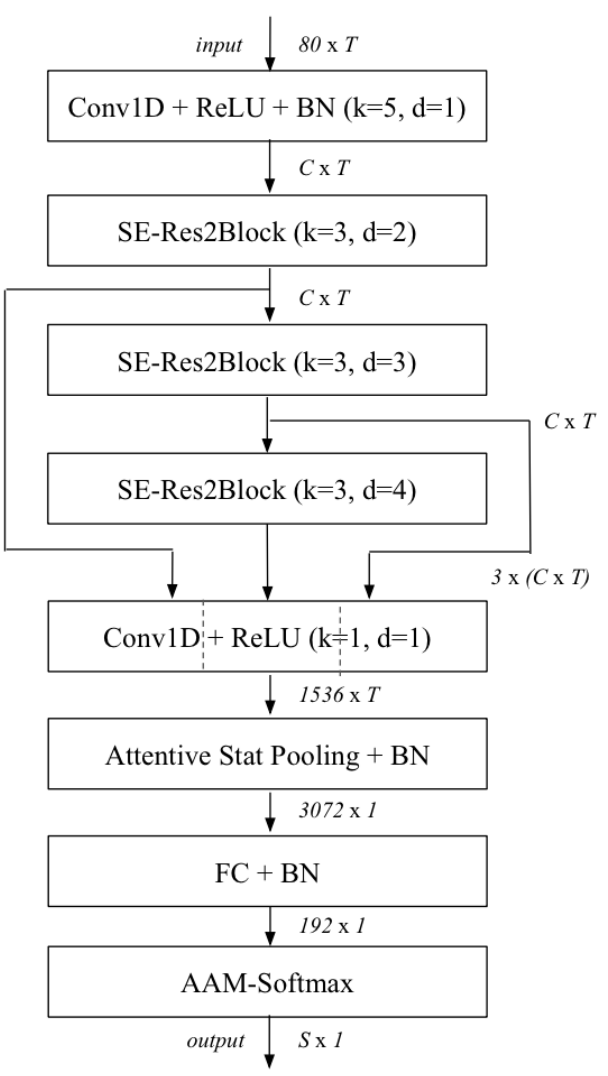 input 80 x T
Conv1D + ReLU + BN (k=5, d=1)
C x T
SE-Res2Block (k=3, d=2)
C x T
SE-Res2Block (k=3, d=3)
C x T
SE-Res2Block (k=3, d=4)
3 x (C x T)
Conv1D + ReLU (k=1, d=1)
1536 x T
Attentive Stat Pooling + BN
3072 x 1
FC + BN
192 x 1
AAM-Softmax
output S x 1